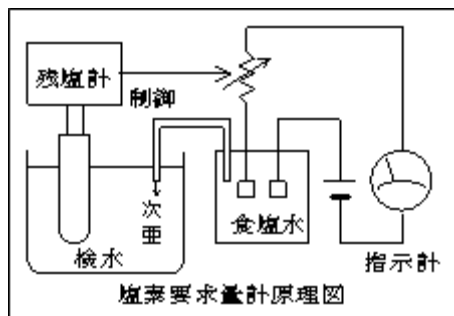 残塩計
制御
次亜
食塩水
検水
指示計
塩素要求量計原理図